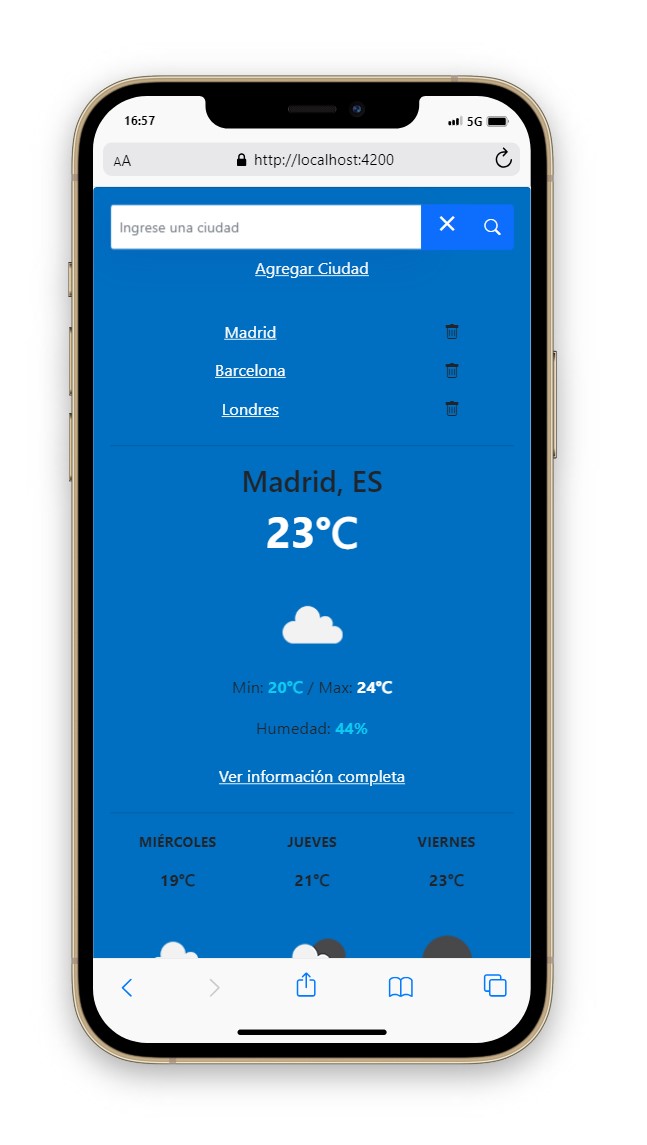 16:57
5G
AA
http://localhost:4200
Ingrese una ciudad
Agregar Ciudad
Madrid
Barcelona
Londres
Madrid, ES
23°C
Min: 20°C / Max: 24°C
Humedad: 44%
Ver información completa
MIÉRCOLES JUEVES VIERNES
19°C 21°C 23°C